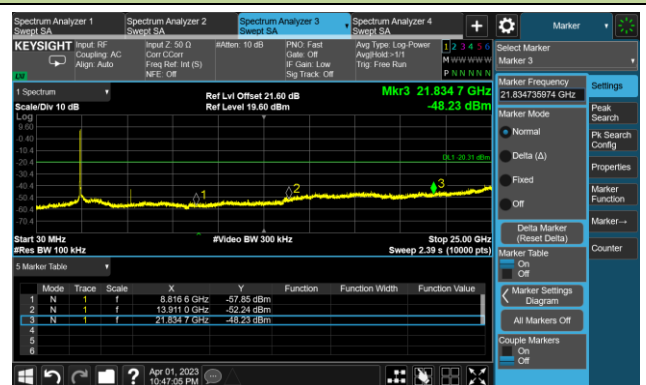 Spectrum Analyzer 1
Swept SA
Spectrum Analyzer 2
Swept SA
Spectrum Analyzer 3
Swept SA
Spectrum Analyzer 4
Swept SA
+
Marker
KEYSIGHT
Input: RF
Coupling: AC
Align: Auto
Input Z: 50 Ω
Corr CCorr
Freq Ref: Int (S)
NFE: Off
#Atten: 10 dB
PNO: Fast
Gate: Off
IF Gain: Low
Sig Track: Off
Avg Type: Log-Power
Avg|Hold:>1/1
Trig: Free Run
1 2 3 4 5 6
M W W W W W
P N N N N N
LXI
1 Spectrum
Scale/Div 10 dB
Ref Lvl Offset 21.60 dB
Ref Level 19.60 dBm
Mkr3 21.834 7 GHz
-48.23 dBm
Log
9.60
-0.40
-10.4
-20.4
-30.4
-40.4
-50.4
-60.4
-70.4
DL1 -20.31 dBm
1
2
3
Start 30 MHz
#Res BW 100 kHz
#Video BW 300 kHz
Stop 25.00 GHz
Sweep 2.39 s (10000 pts)
5 Marker Table
Mode Trace Scale X Y Function Function Width Function Value
1 N 1 f 8.816 6 GHz -57.85 dBm
2 N 1 f 13.911 0 GHz -52.24 dBm
3 N 1 f 21.834 7 GHz -48.23 dBm
4
5
6
Apr 01, 2023
10:47:05 PM
Select Marker
Marker 3
Marker Frequency
21.834735974 GHz
Marker Mode
Normal
Delta (Δ)
Fixed
Off
Delta Marker
(Reset Delta)
Marker Table
On
Off
Marker Settings
Diagram
All Markers Off
Couple Markers
On
Off
Settings
Peak
Search
Pk Search
Config
Properties
Marker
Function
Marker→
Counter